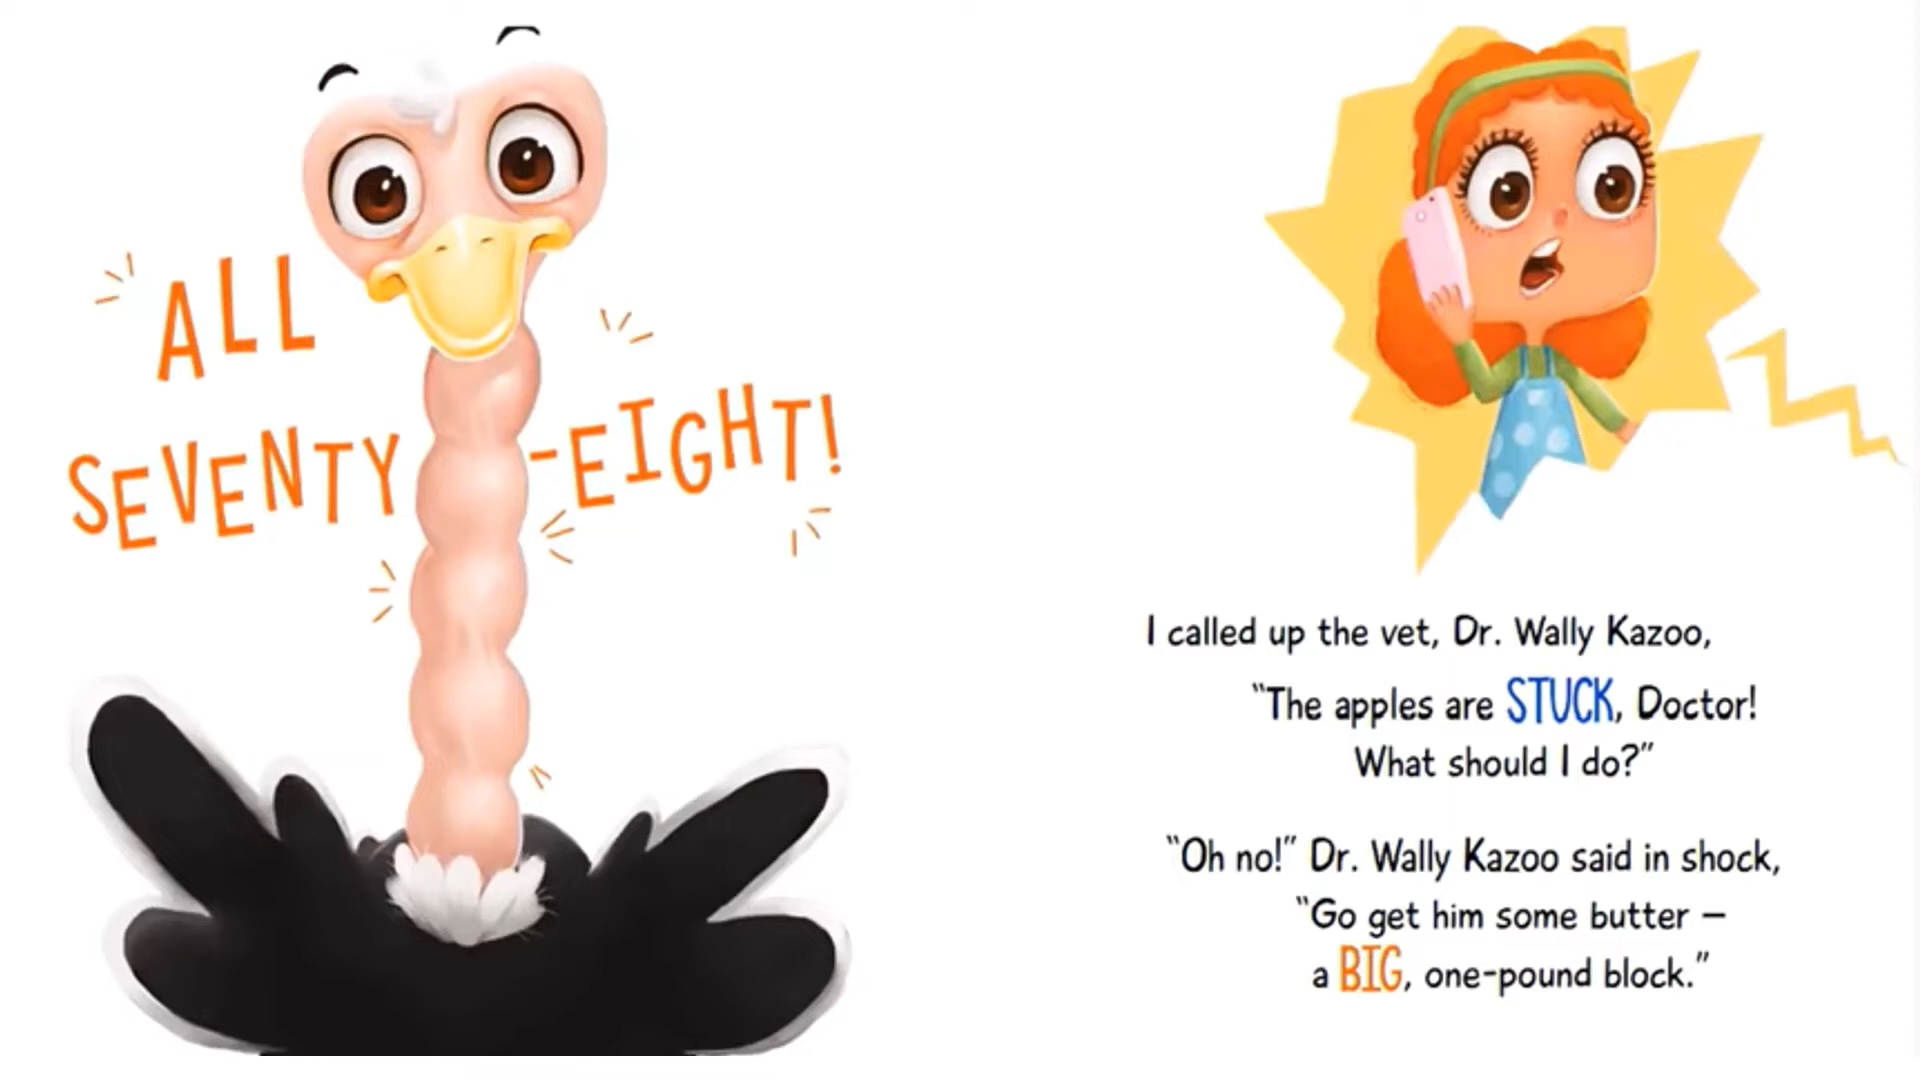 ALL
SEVENTY-EIGHT!
I called up the vet, Dr. Wally Kazoo,
“The apples are STUCK, Doctor!
What should I do?”
“Oh no!” Dr. Wally Kazoo said in shock,
“Go get him some butter –
a BIG, one-pound block.”